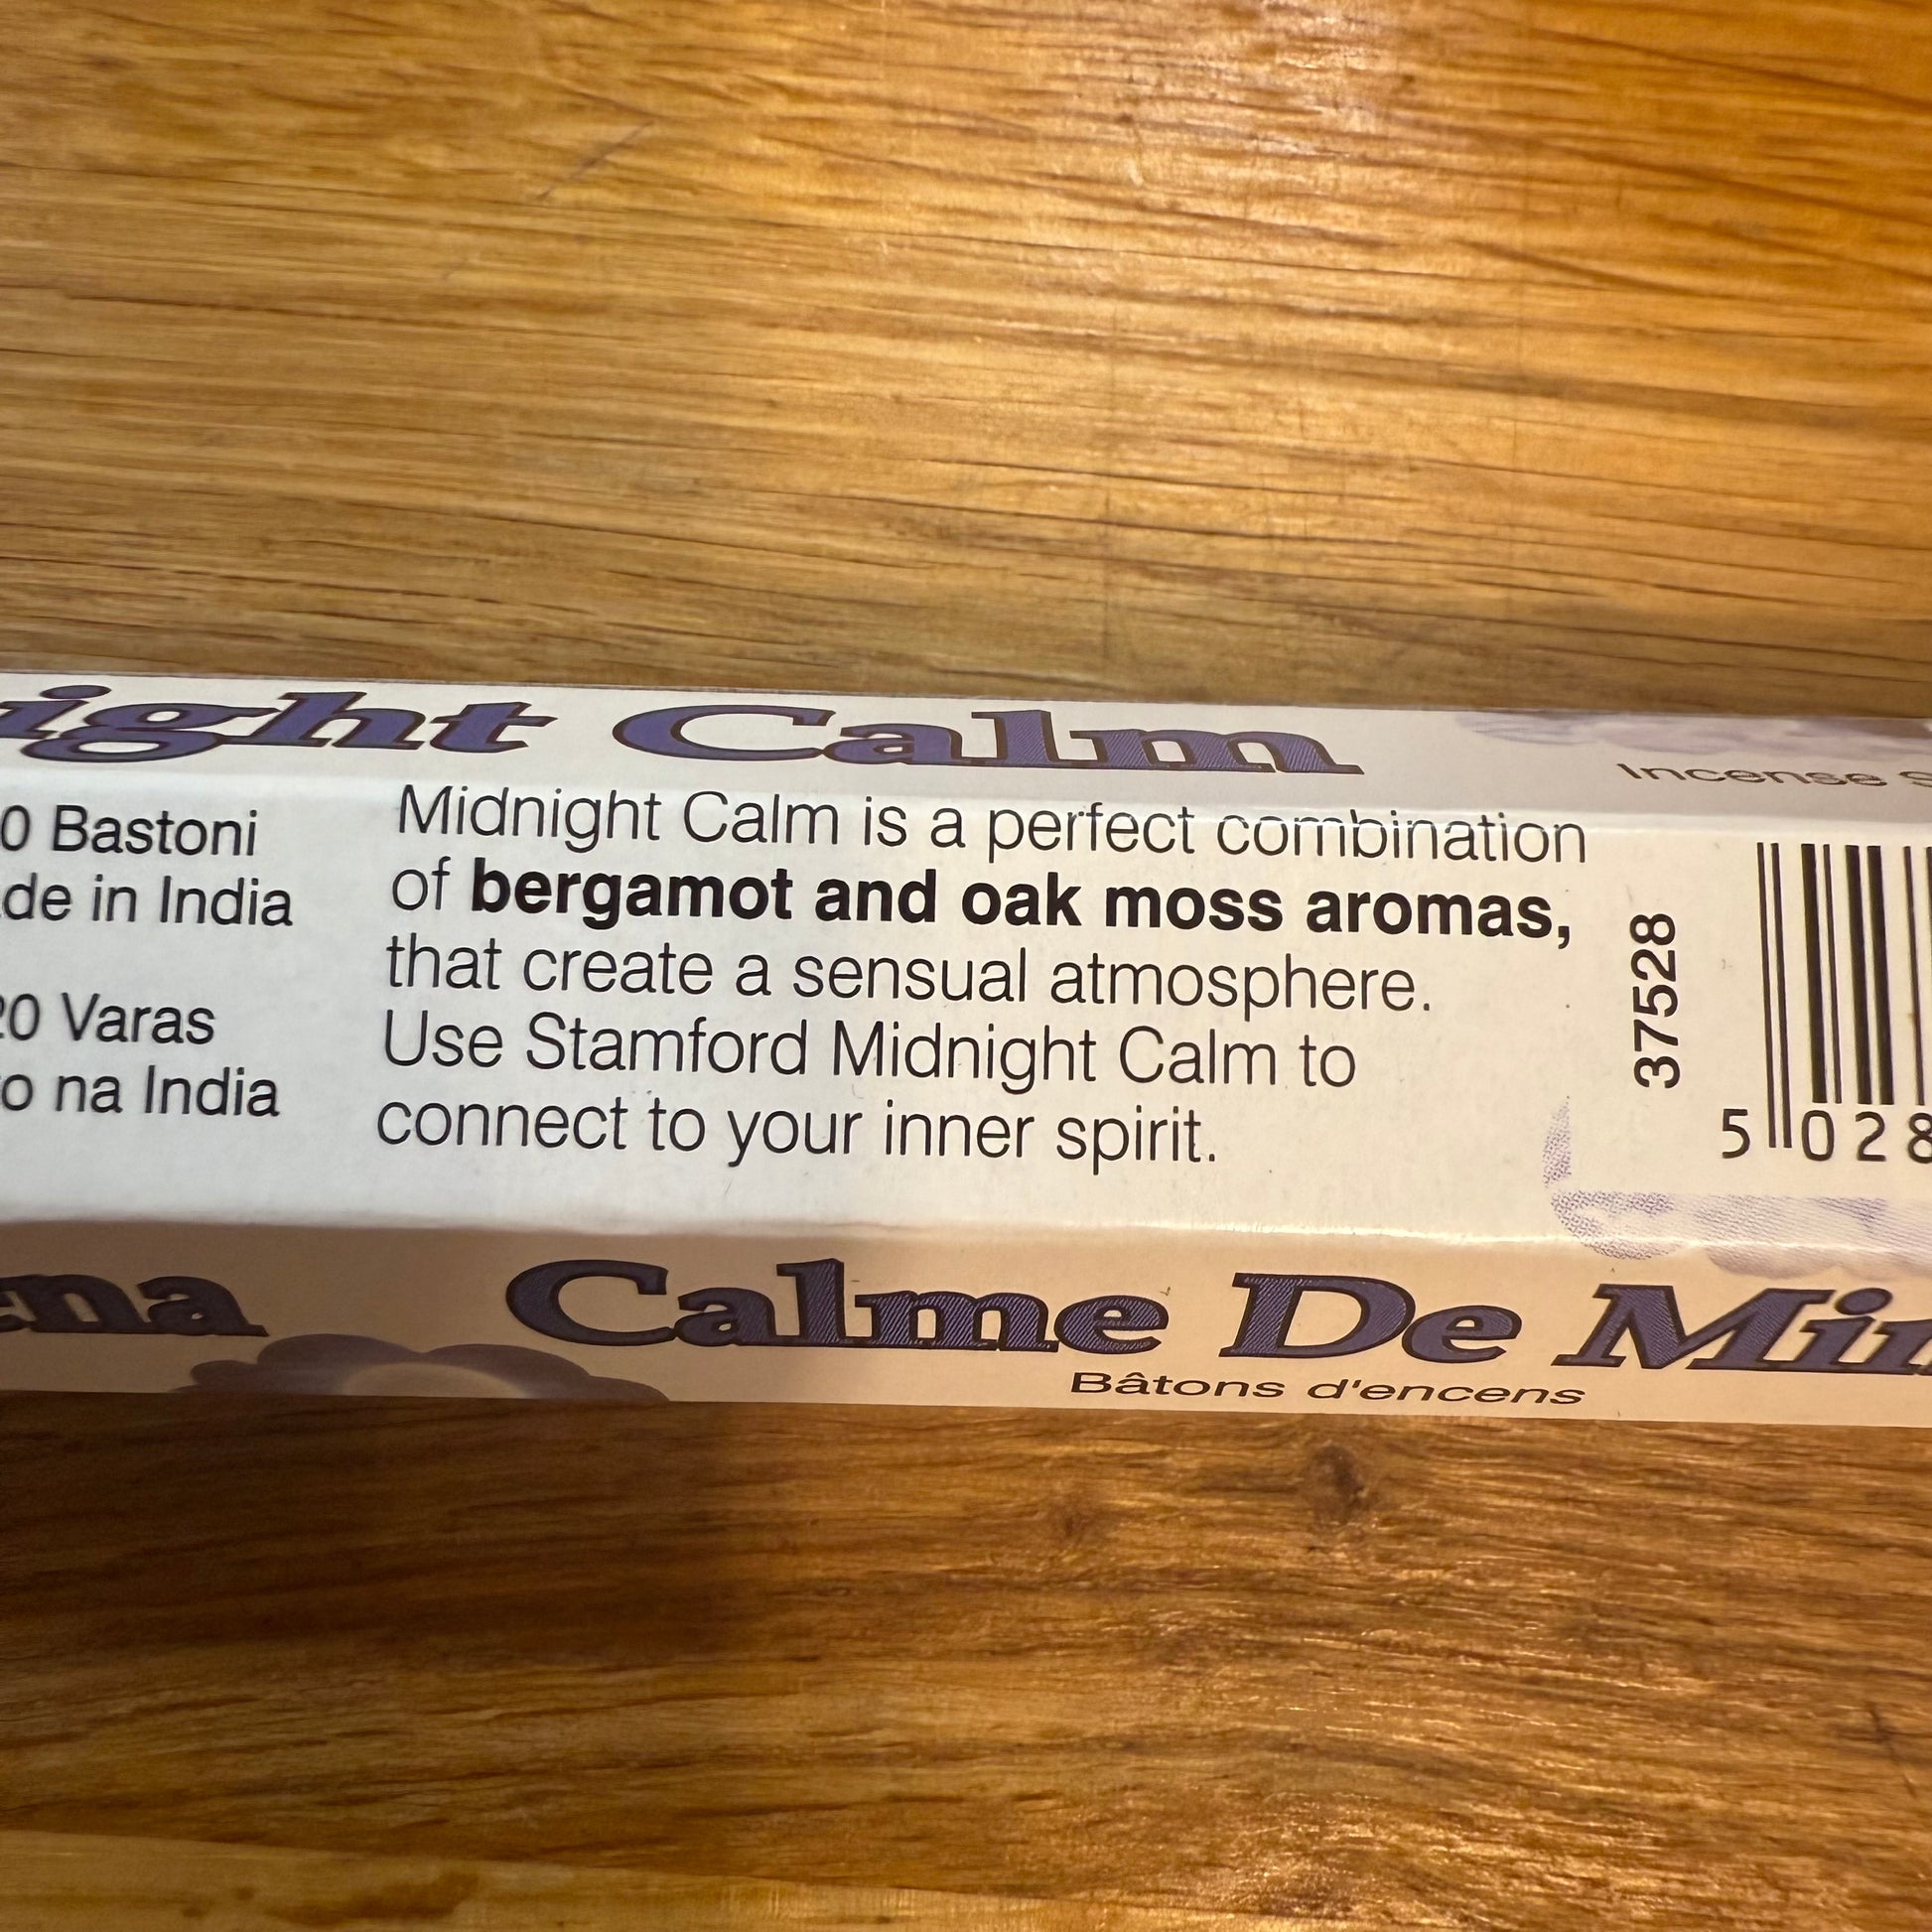 ight Calm
Incense S
0 Bastoni
de in India
20 Varas
o na India
Midnight Calm is a perfect combination
of bergamot and oak moss aromas,
that create a sensual atmosphere.
Use Stamford Midnight Calm to
connect to your inner spirit.
37528
5 028
ena
Calme De Min
Bâtons d'encens